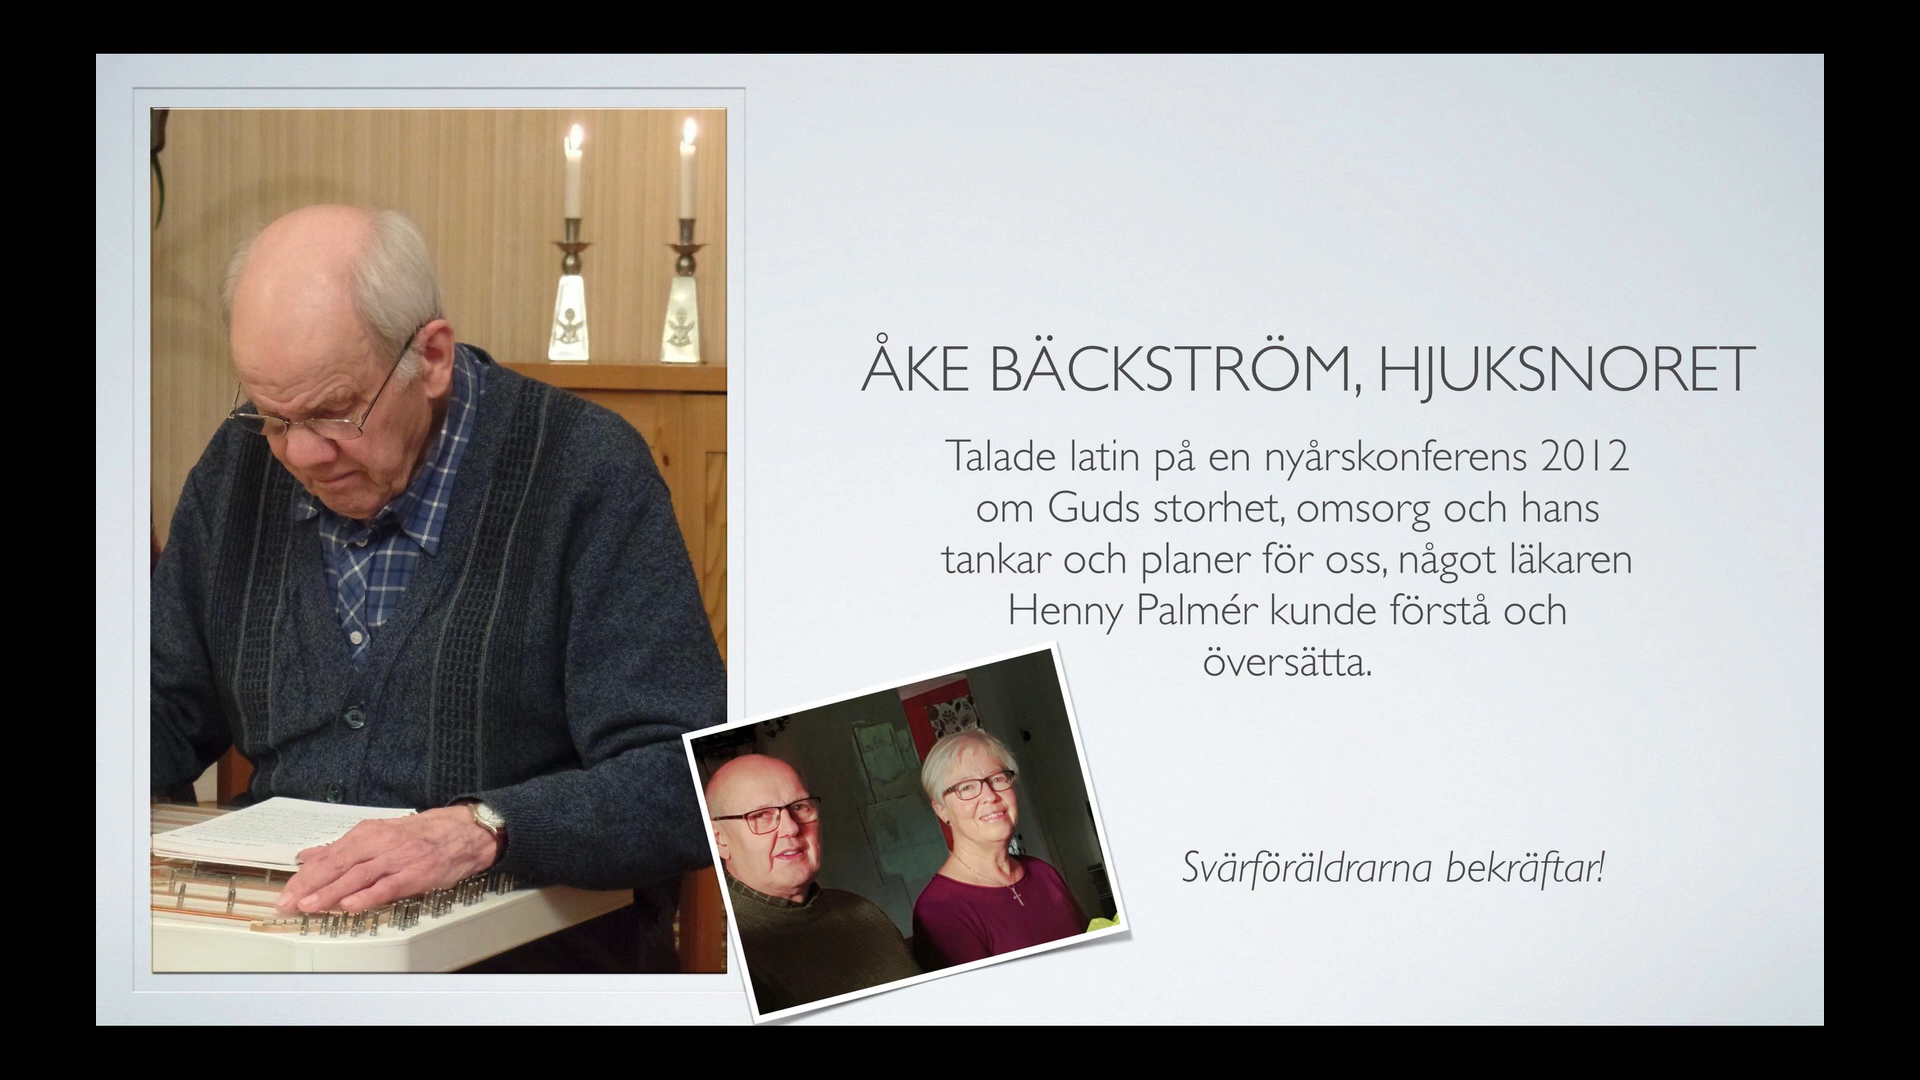 ÅKE BÄCKSTRÖM, HJUKSNORET
Talade latin på en nyårskonferens 2012
om Guds storhet, omsorg och hans
tankar och planer för oss, något läkaren
Henny Palmér kunde förstå och
översätta.
Svärföräldrarna bekräftar!